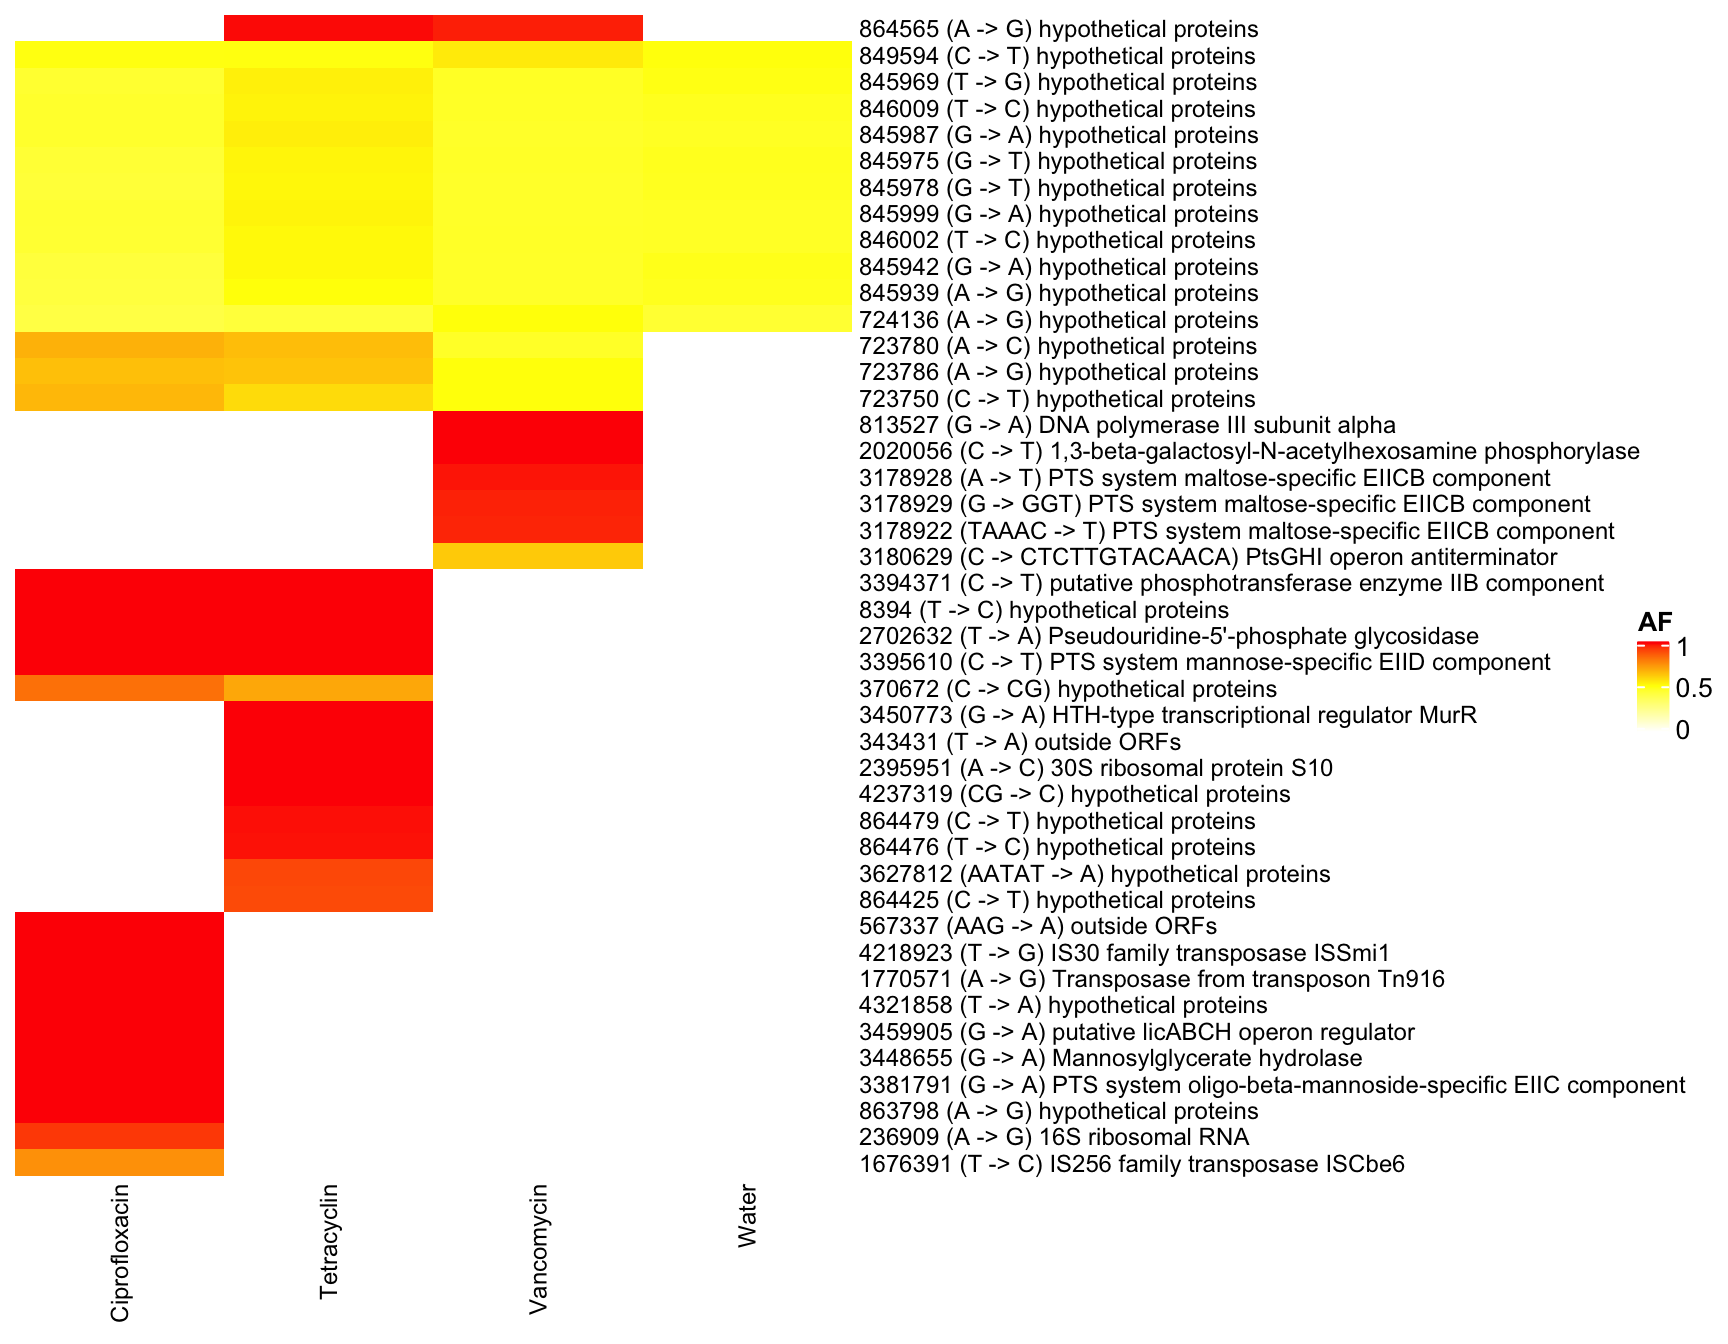 864565 (A -> G) hypothetical proteins
849594 (C -> T) hypothetical proteins
845969 (T -> G) hypothetical proteins
846009 (T -> C) hypothetical proteins
845987 (G -> A) hypothetical proteins
845975 (G -> T) hypothetical proteins
845978 (G -> T) hypothetical proteins
845999 (G -> A) hypothetical proteins
846002 (T -> C) hypothetical proteins
845942 (G -> A) hypothetical proteins
845939 (A -> G) hypothetical proteins
724136 (A -> G) hypothetical proteins
723780 (A -> C) hypothetical proteins
723786 (A -> G) hypothetical proteins
723750 (C -> T) hypothetical proteins
813527 (G -> A) DNA polymerase III subunit alpha
2020056 (C -> T) 1,3-beta-galactosyl-N-acetylhexosamine phosphorylase
3178928 (A -> T) PTS system maltose-specific EIICB component
3178929 (G -> GGT) PTS system maltose-specific EIICB component
3178922 (TAAAC -> T) PTS system maltose-specific EIICB component
3180629 (C -> CTCTTGTACAACA) PtsGHI operon antiterminator
3394371 (C -> T) putative phosphotransferase enzyme IIB component
8394 (T -> C) hypothetical proteins
2702632 (T -> A) Pseudouridine-5'-phosphate glycosidase
3395610 (C -> T) PTS system mannose-specific EIID component
370672 (C -> CG) hypothetical proteins
3450773 (G -> A) HTH-type transcriptional regulator MurR
343431 (T -> A) outside ORFs
2395951 (A -> C) 30S ribosomal protein S10
4237319 (CG -> C) hypothetical proteins
864479 (C -> T) hypothetical proteins
864476 (T -> C) hypothetical proteins
3627812 (AATAT -> A) hypothetical proteins
864425 (C -> T) hypothetical proteins
567337 (AAG -> A) outside ORFs
4218923 (T -> G) IS30 family transposase ISSmi1
1770571 (A -> G) Transposase from transposon Tn916
4321858 (T -> A) hypothetical proteins
3459905 (G -> A) putative licABCH operon regulator
3448655 (G -> A) Mannosylglycerate hydrolase
3381791 (G -> A) PTS system oligo-beta-mannoside-specific EIIC component
863798 (A -> G) hypothetical proteins
236909 (A -> G) 16S ribosomal RNA
1676391 (T -> C) IS256 family transposase ISCbe6
AF
1
0.5
0
Ciprofloxacin
Tetracyclin
Vancomycin
Water